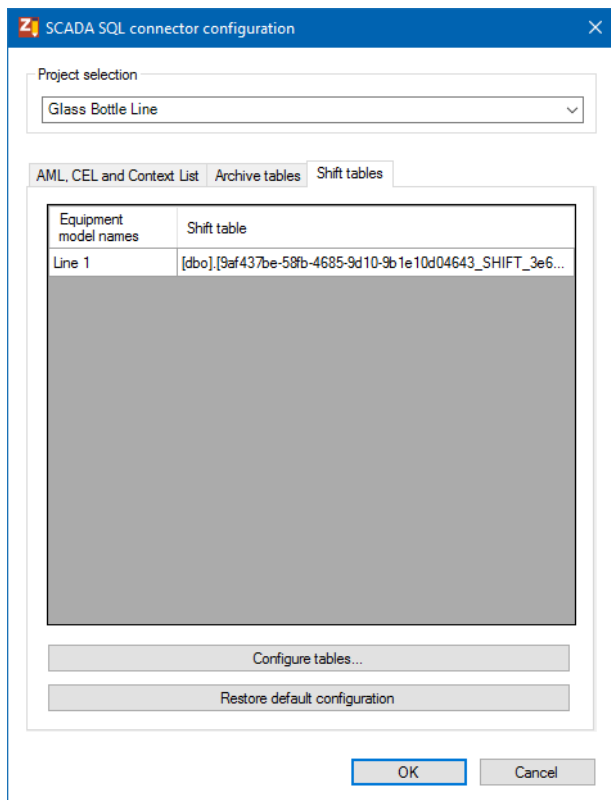 SCADA SQL connector configuration
Project selection
Glass Bottle Line
AML, CEL and Context List
Archive tables
Shift tables
Equipment
model names
Shift table
Line 1
[dbo].[9af437be-58fb-4685-9d10-9b1e10d04643_SHIFT_3e6...
Configure tables...
Restore default configuration
OK
Cancel